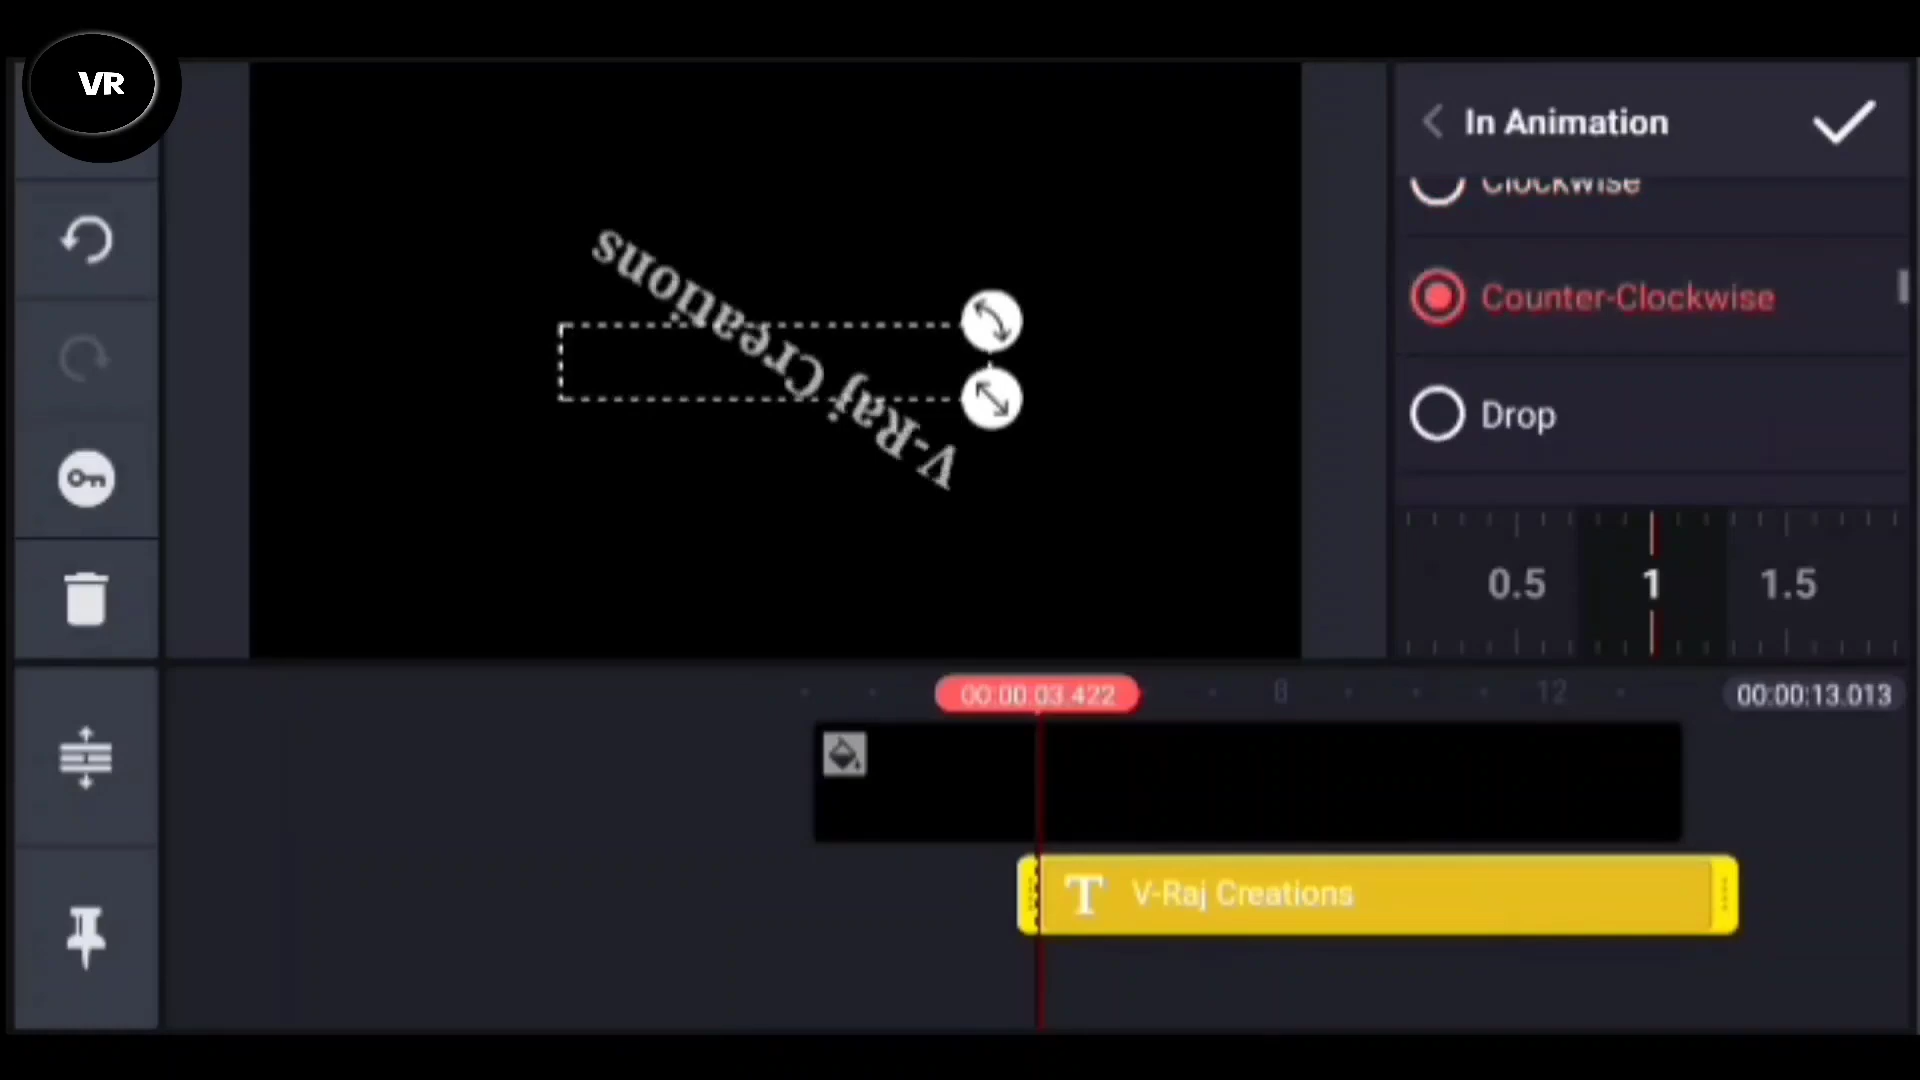 VR
In Animation
Clockwise
Counter-Clockwise
Drop
V-Raj Creations
0.5 1 1.5
00:00:03.422
12
00:00:13.013
T V-Raj Creations